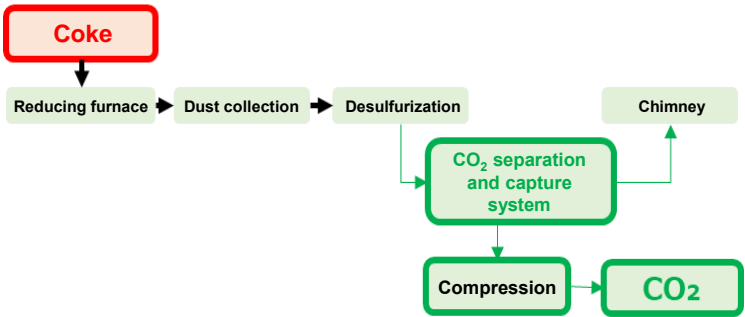 Coke
Reducing furnace
Dust collection
Desulfurization
Chimney
CO₂ separation
and capture
system
Compression
CO₂